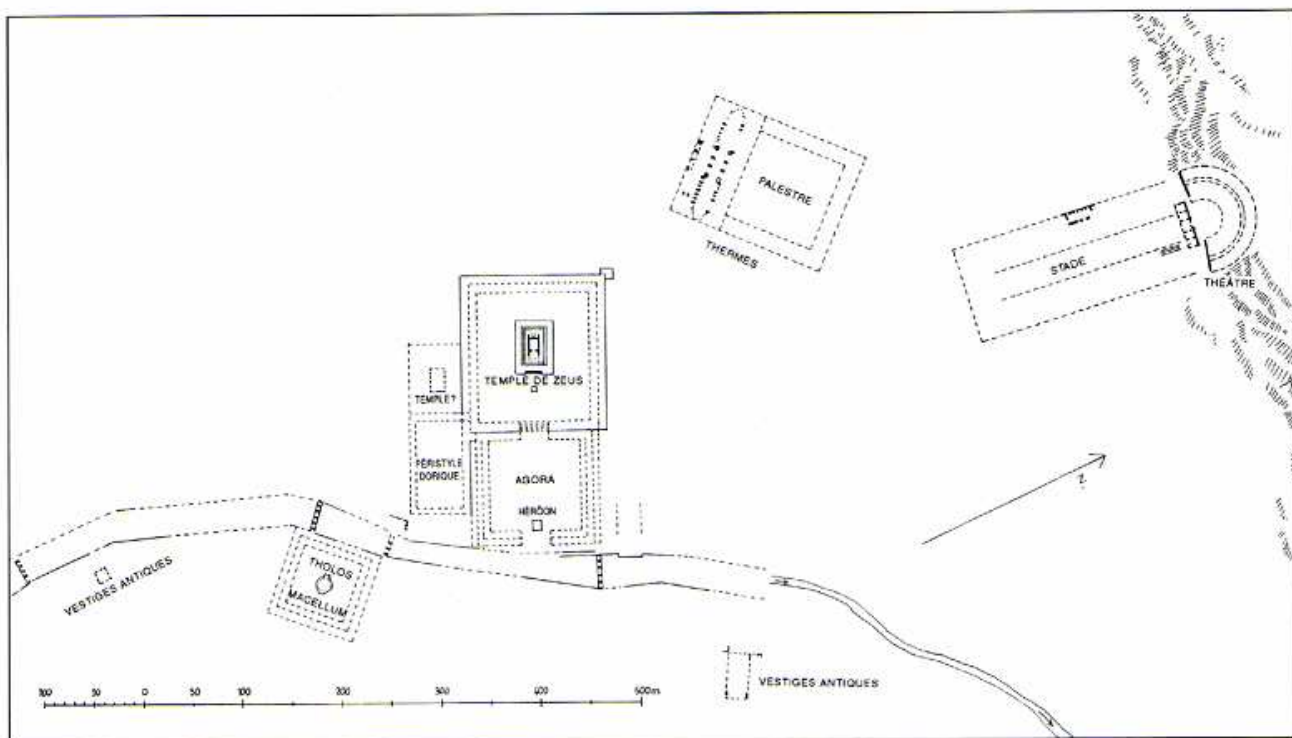 PALESTRE
THERMES
STADE
THÉÂTRE
TEMPLE DE ZEUS
TEMPLE ?
PÉRISTYLE
DORIQUE
AGORA
HÉRÔON
N
THOLOS
MACELLUM
VESTIGES ANTIQUES
VESTIGES ANTIQUES
100 50 0 50 100 200 300 400 500m